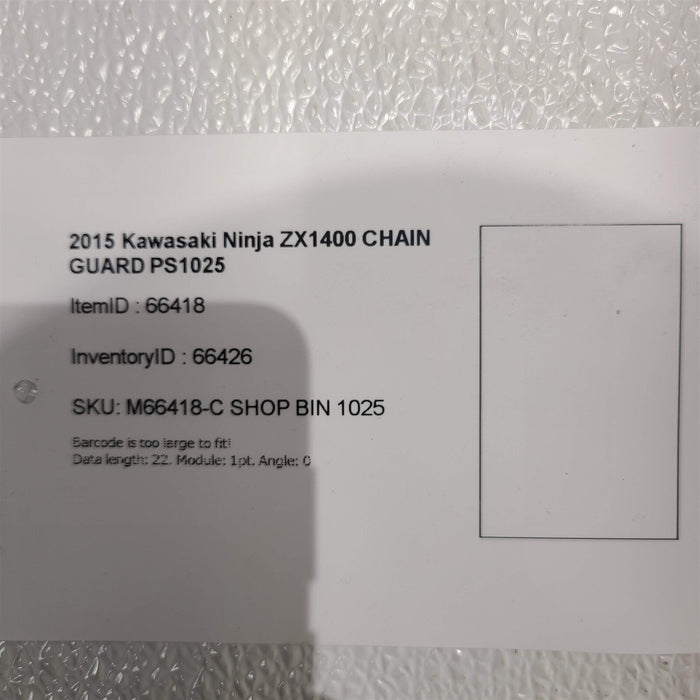 2015 Kawasaki Ninja ZX1400 CHAIN
GUARD PS1025
ItemID : 66418
InventoryID : 66426
SKU: M66418-C SHOP BIN 1025
Barcode is too large to fit!
Data length: 22. Module: 1pt. Angle: 0